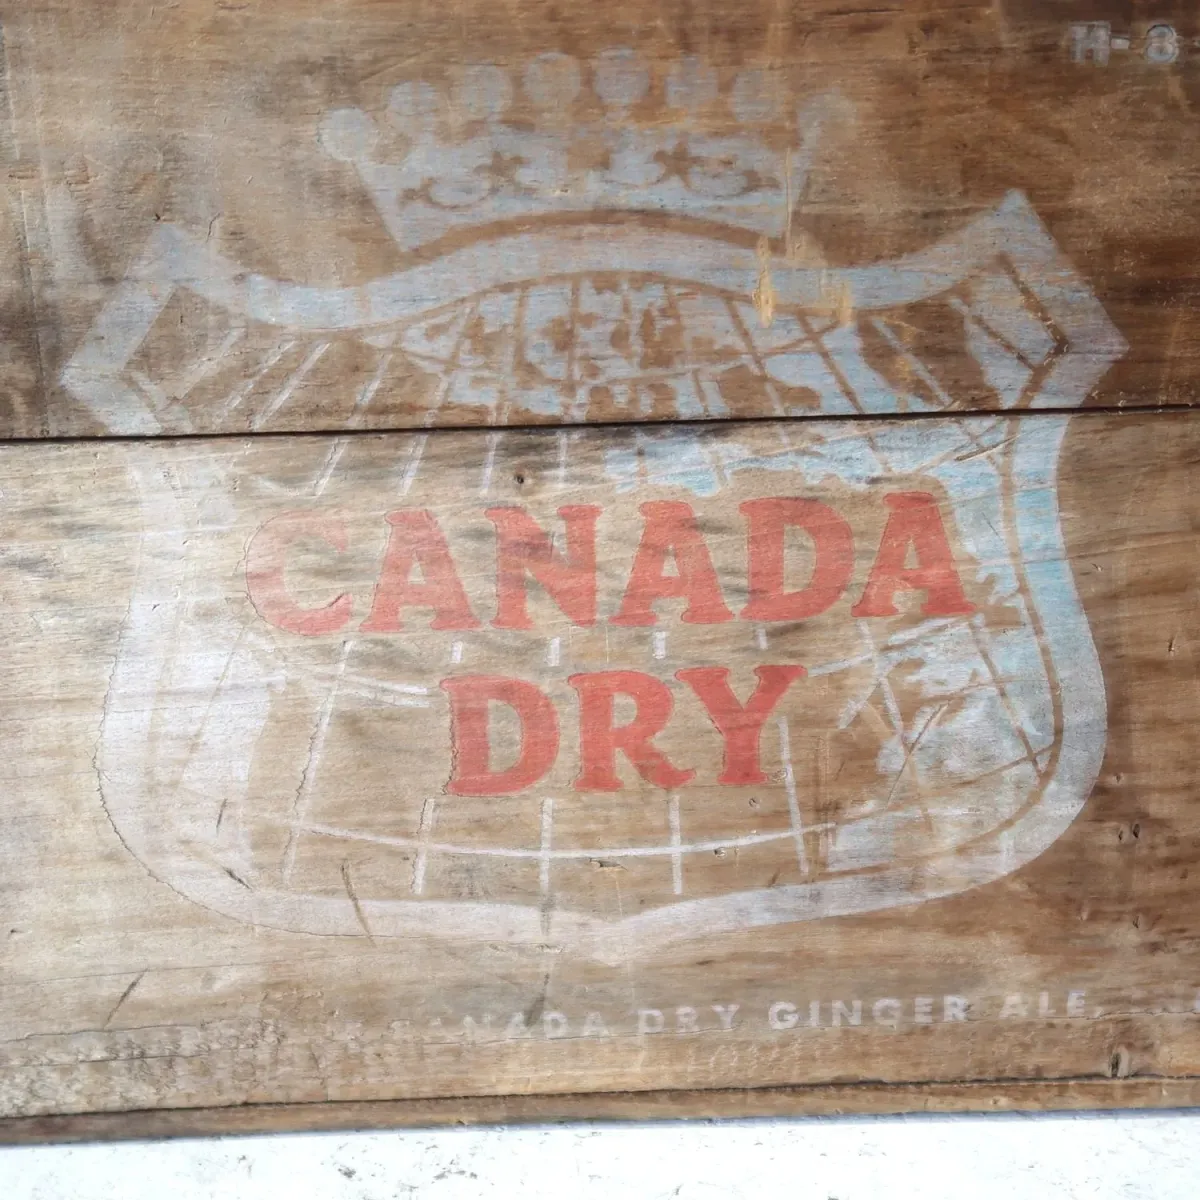 H-8
CANADA
DRY
CANADA DRY GINGER ALE,